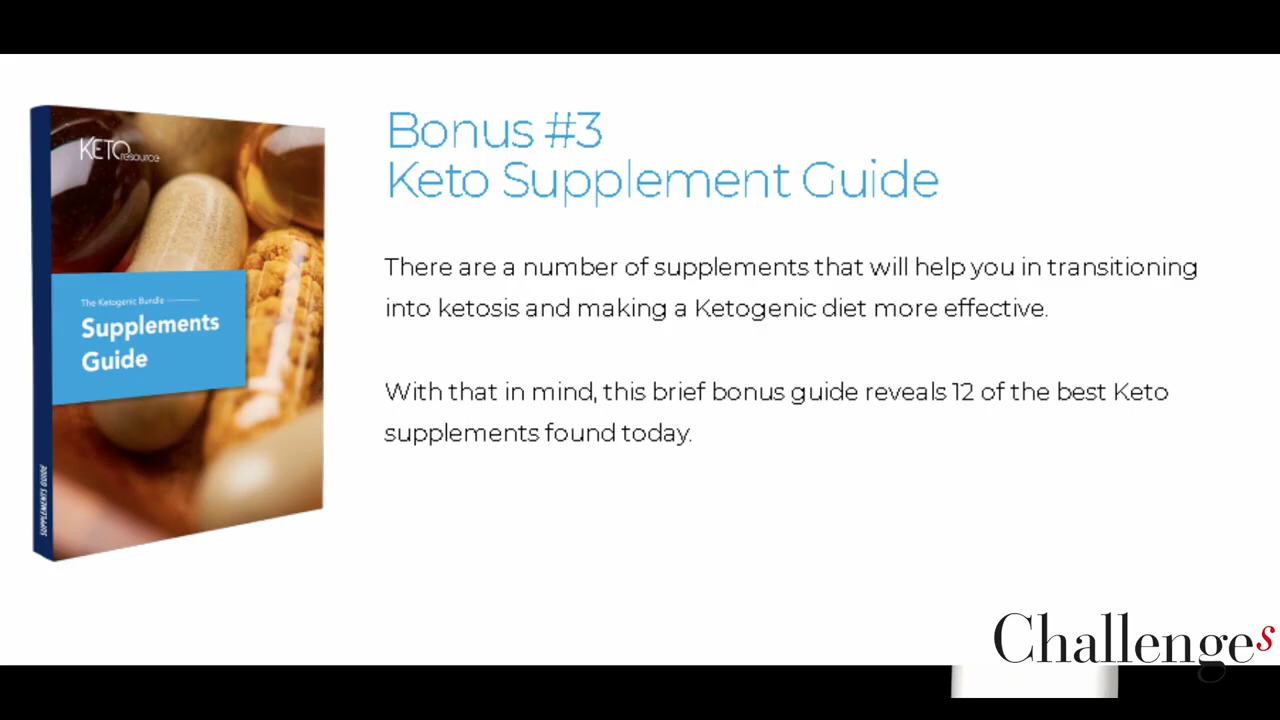 Bonus #3
Keto Supplement Guide
There are a number of supplements that will help you in transitioning
into ketosis and making a Ketogenic diet more effective.
With that in mind, this brief bonus guide reveals 12 of the best Keto
supplements found today.
KETOresource
The Ketogenic Bundle
Supplements
Guide
SUPPLEMENTS GUIDE
Challenges